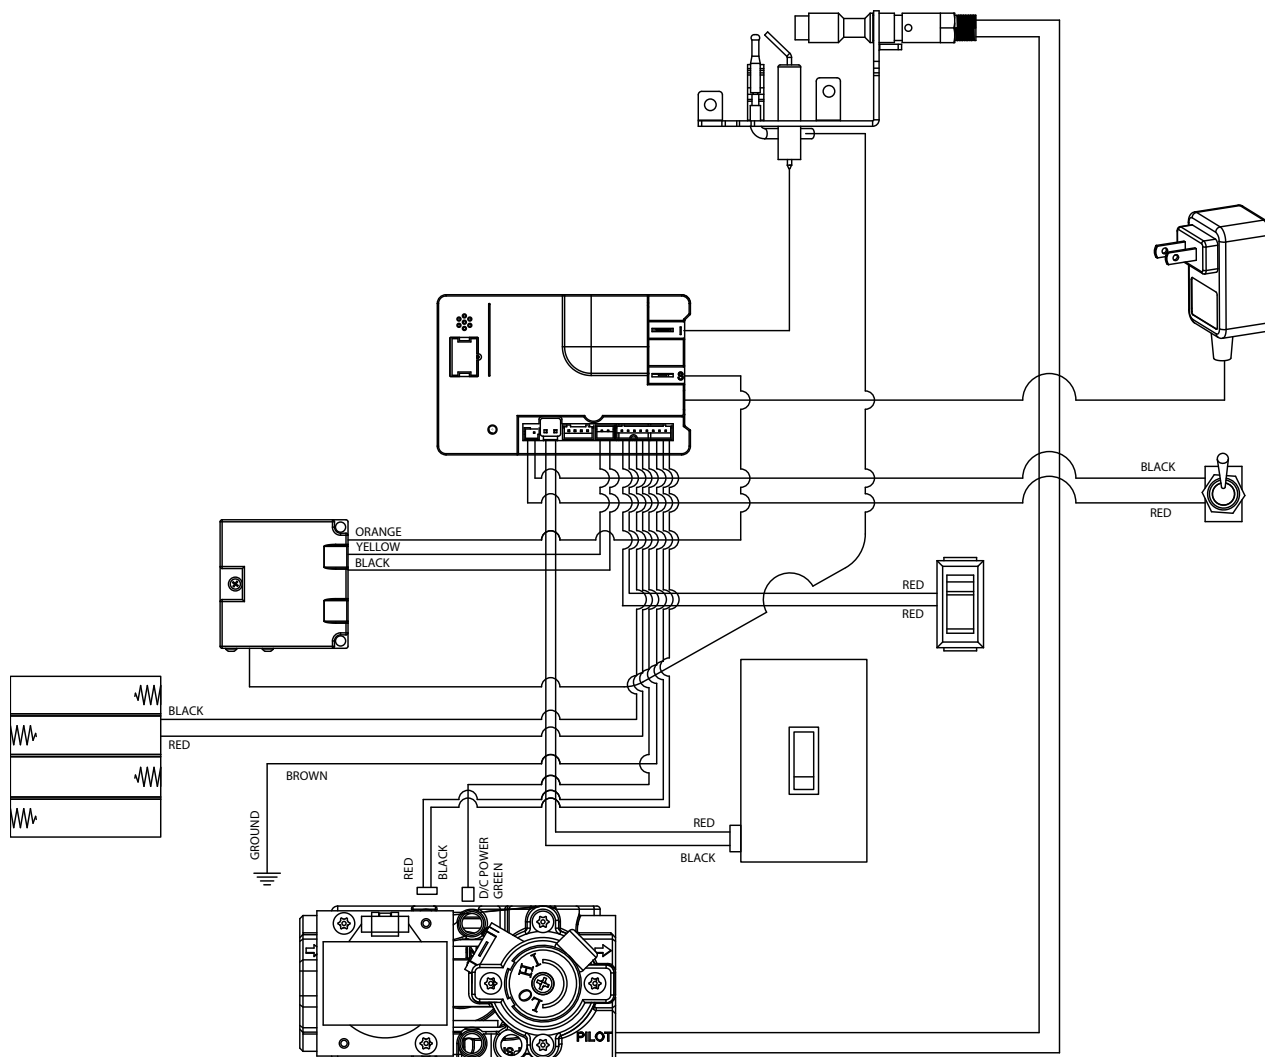 BLACK
RED
ORANGE
YELLOW
BLACK
RED
RED
BLACK
RED
BROWN
GROUND
RED
BLACK
D/C POWER
GREEN
RED
BLACK
HI
LO
PILOT